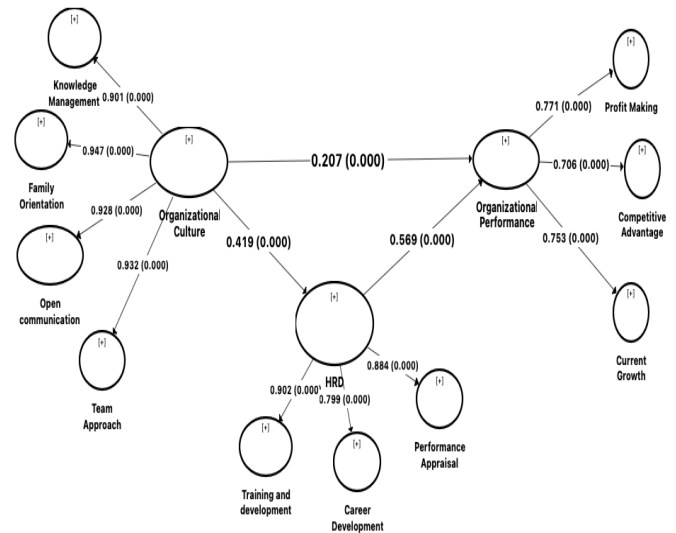 [+]
Knowledge
Management
0.901 (0.000)
[+]
Family
Orientation
0.947 (0.000)
[+]
Open
communication
0.928 (0.000)
[+]
Team
Approach
0.932 (0.000)
[+]
Organizational
Culture
0.207 (0.000)
0.419 (0.000)
0.569 (0.000)
[+]
HRD
0.902 (0.000)
0.799 (0.000)
0.884 (0.000)
[+]
Training and
development
[+]
Career
Development
[+]
Performance
Appraisal
[+]
Organizational
Performance
0.771 (0.000)
0.706 (0.000)
0.753 (0.000)
[+]
Profit Making
[+]
Competitive
Advantage
[+]
Current
Growth